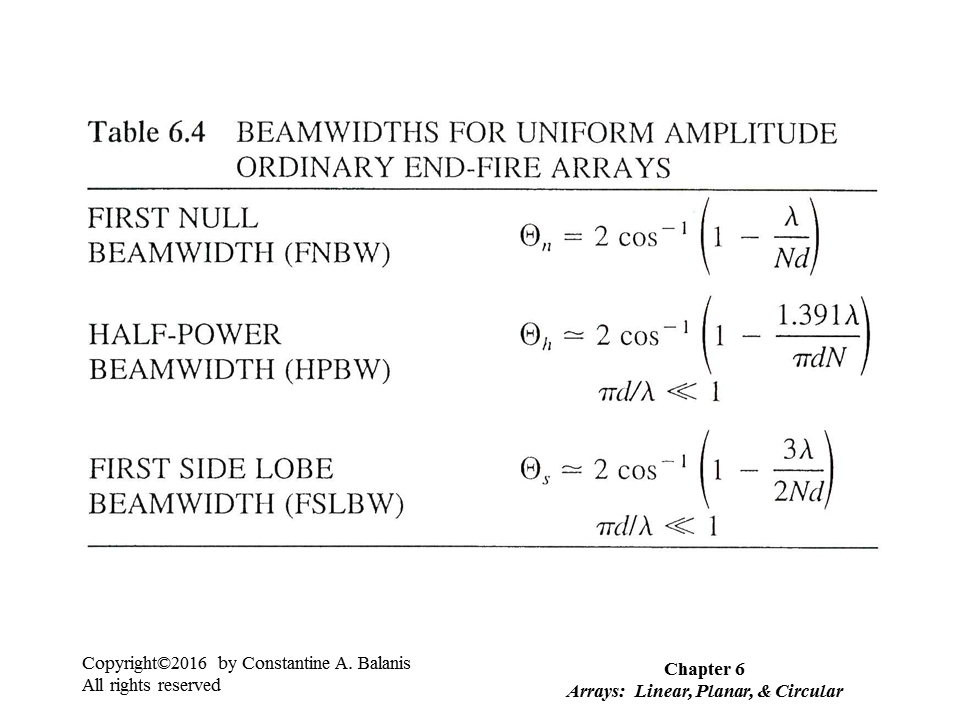 Table 6.4 BEAMWIDTHS FOR UNIFORM AMPLITUDE
ORDINARY END-FIRE ARRAYS
FIRST NULL
BEAMWIDTH (FNBW)
Θₙ = 2 cos⁻¹ (1 − λ/Nd)
HALF-POWER
BEAMWIDTH (HPBW)
Θₕ ≃ 2 cos⁻¹ (1 − 1.391λ/πdN)
πd/λ ≪ 1
FIRST SIDE LOBE
BEAMWIDTH (FSLBW)
Θₛ ≃ 2 cos⁻¹ (1 − 3λ/2Nd)
πd/λ ≪ 1
Copyright©2016 by Constantine A. Balanis
All rights reserved
Chapter 6
Arrays: Linear, Planar, & Circular